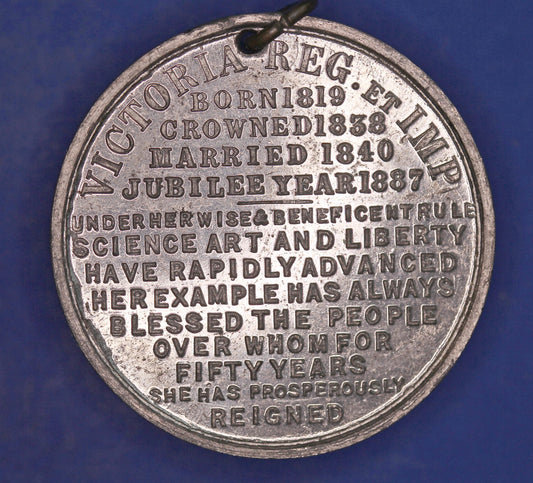 VICTORIA REG. ET IMP
BORN 1819
CROWNED 1838
MARRIED 1840
JUBILEE YEAR 1887
UNDER HER WISE & BENEFICENT RULE
SCIENCE ART AND LIBERTY
HAVE RAPIDLY ADVANCED
HER EXAMPLE HAS ALWAYS
BLESSED THE PEOPLE
OVER WHOM FOR
FIFTY YEARS
SHE HAS PROSPEROUSLY
REIGNED